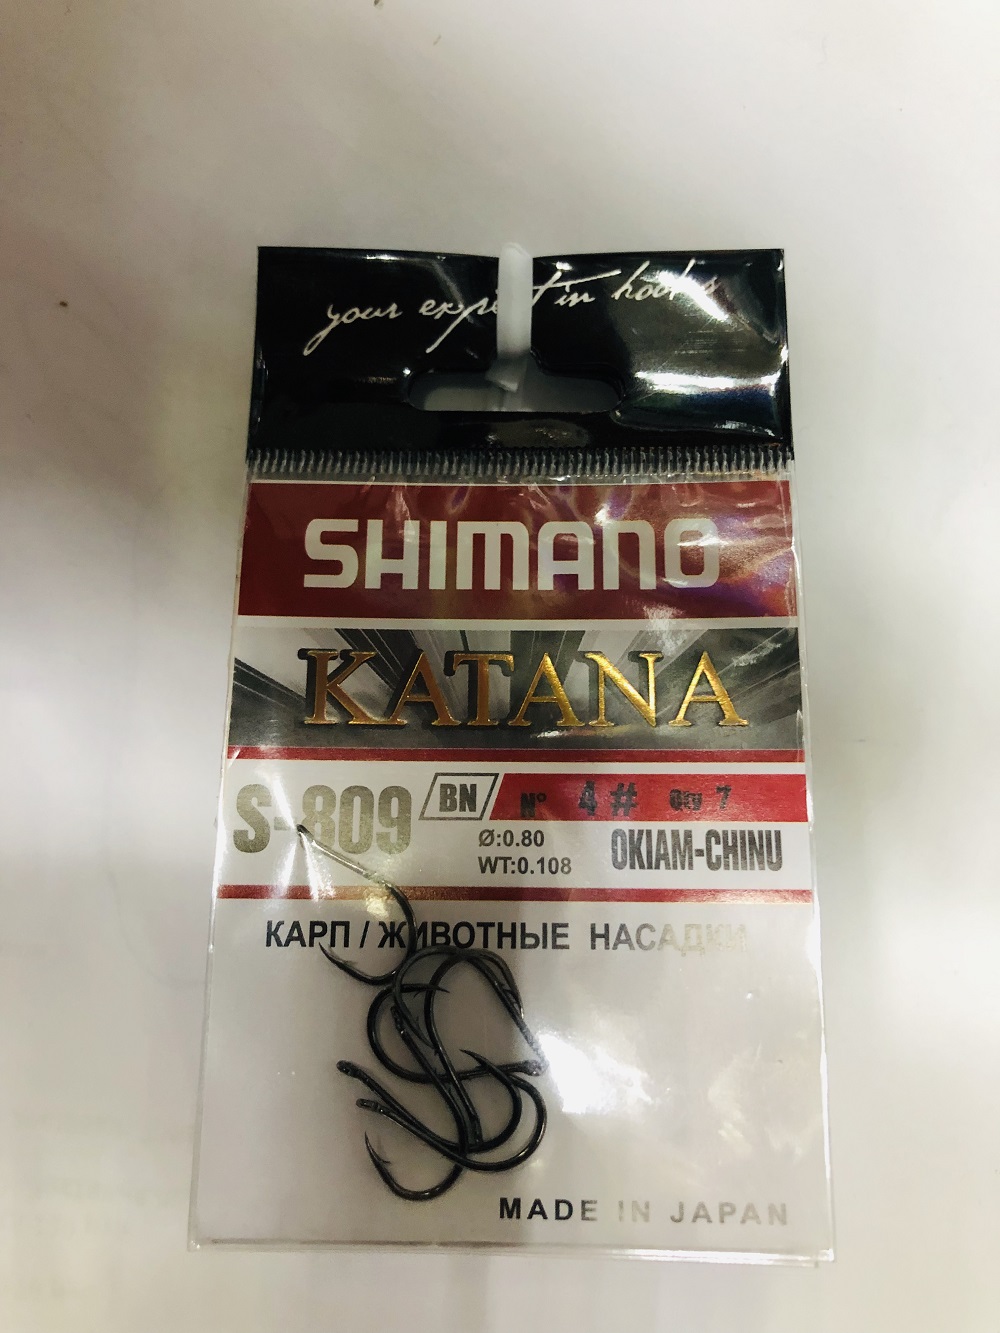 your expert in hooks
SHIMANO
KATANA
S-809 BN N° 4# Qty 7
Ø:0.80
WT:0.108
OKIAM-CHINU
КАРП / ЖИВОТНЫЕ НАСАДКИ
MADE IN JAPAN